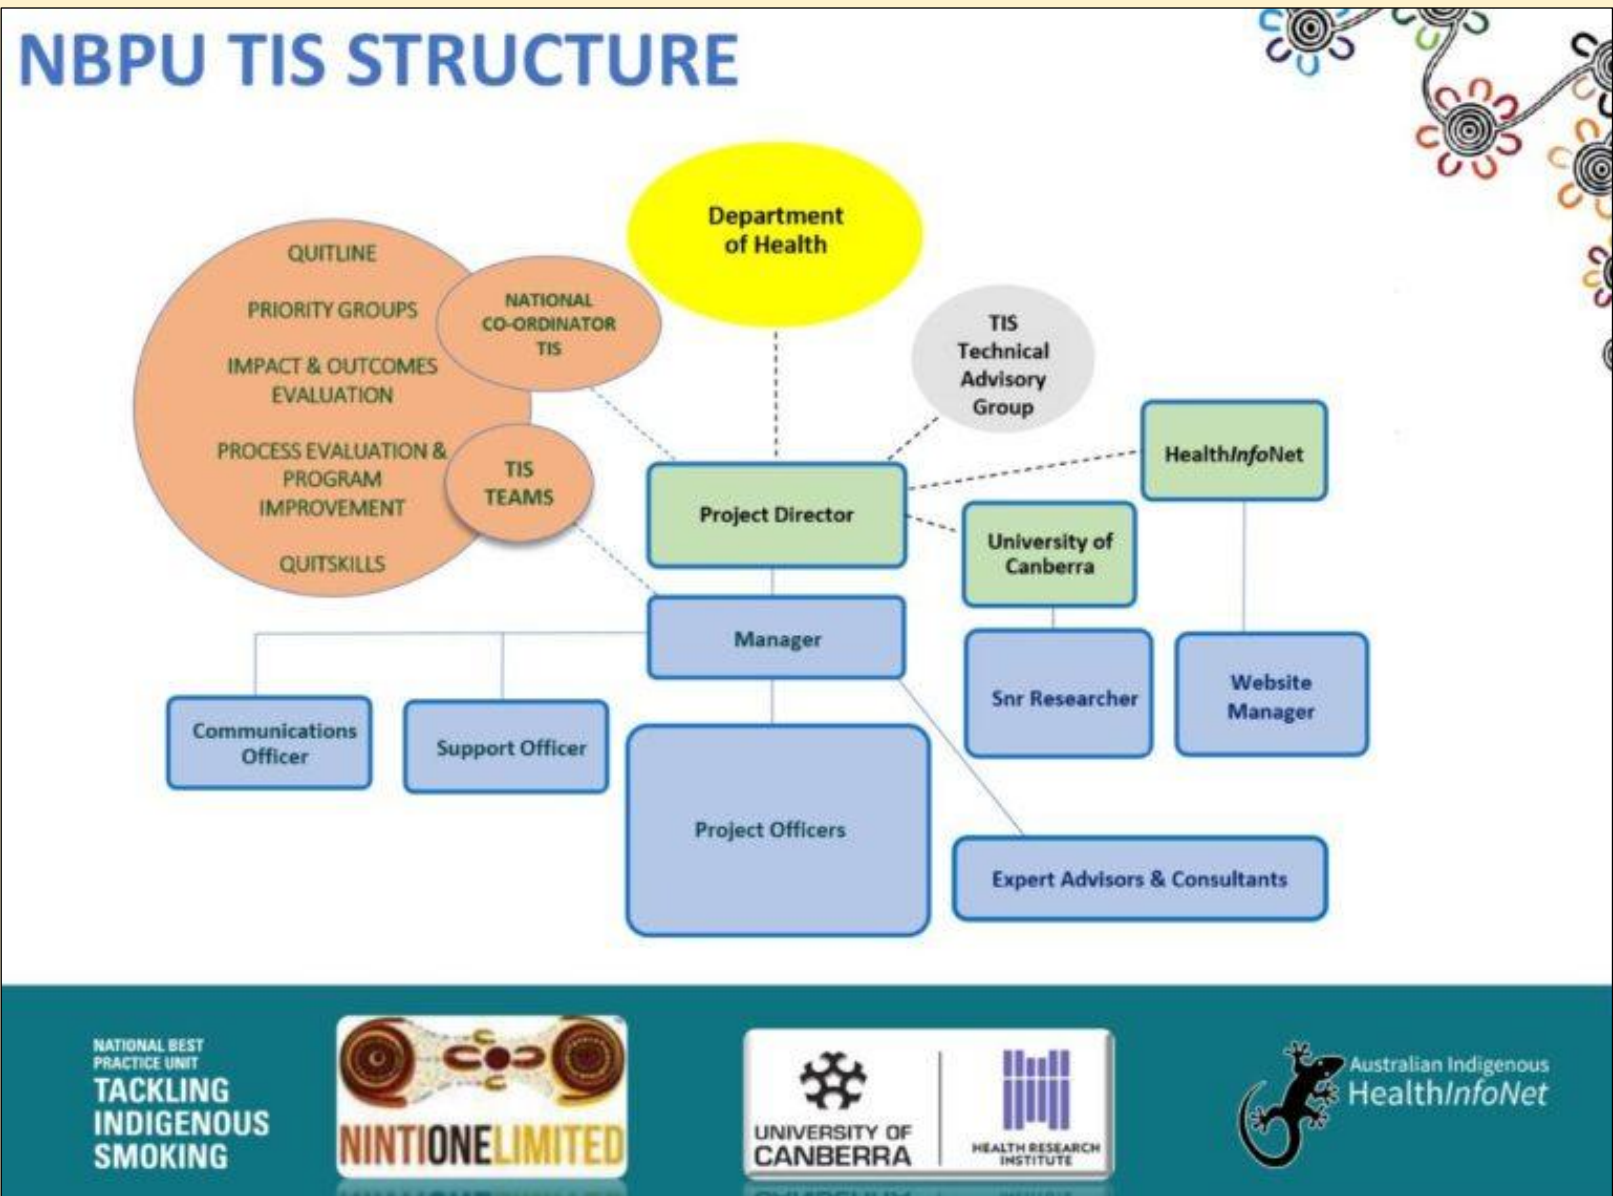 NBPU TIS STRUCTURE
Department
of Health
QUITLINE
PRIORITY GROUPS
IMPACT & OUTCOMES
EVALUATION
PROCESS EVALUATION &
PROGRAM
IMPROVEMENT
QUITSKILLS
NATIONAL
CO-ORDINATOR
TIS
TIS
TEAMS
TIS
Technical
Advisory
Group
HealthInfoNet
Project Director
University of
Canberra
Manager
Snr Researcher
Website
Manager
Communications
Officer
Support Officer
Project Officers
Expert Advisors & Consultants
NATIONAL BEST
PRACTICE UNIT
TACKLING
INDIGENOUS
SMOKING
NINTIONELIMITED
UNIVERSITY OF
CANBERRA
HEALTH RESEARCH
INSTITUTE
Australian Indigenous
HealthInfoNet